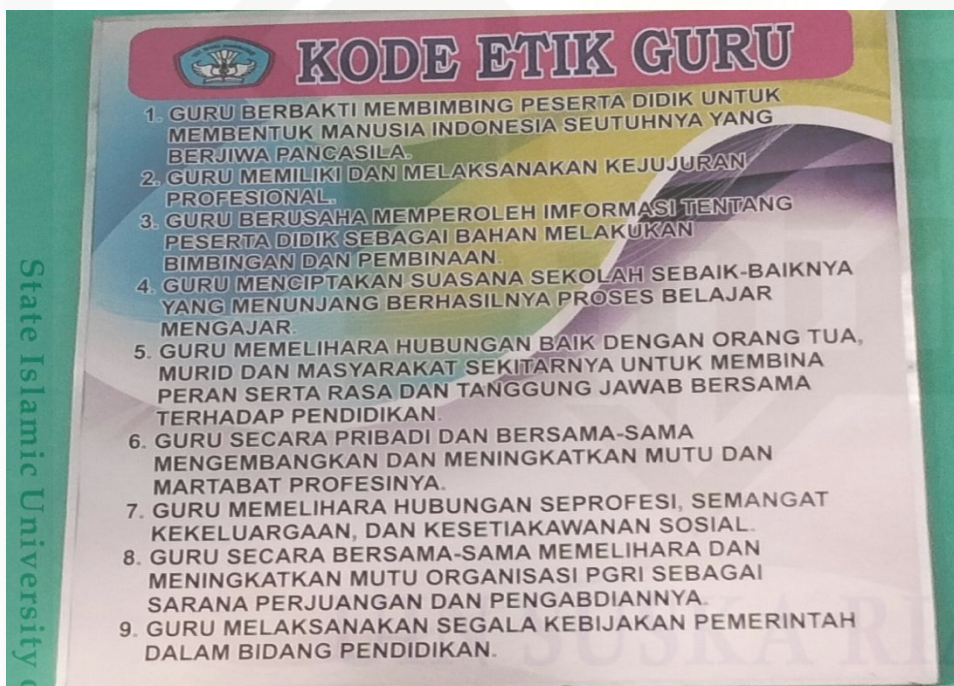 KODE ETIK GURU
1. GURU BERBAKTI MEMBIMBING PESERTA DIDIK UNTUK
MEMBENTUK MANUSIA INDONESIA SEUTUHNYA YANG
BERJIWA PANCASILA.
2. GURU MEMILIKI DAN MELAKSANAKAN KEJUJURAN
PROFESIONAL.
3. GURU BERUSAHA MEMPEROLEH IMFORMASI TENTANG
PESERTA DIDIK SEBAGAI BAHAN MELAKUKAN
BIMBINGAN DAN PEMBINAAN.
4. GURU MENCIPTAKAN SUASANA SEKOLAH SEBAIK-BAIKNYA
YANG MENUNJANG BERHASILNYA PROSES BELAJAR
MENGAJAR.
5. GURU MEMELIHARA HUBUNGAN BAIK DENGAN ORANG TUA,
MURID DAN MASYARAKAT SEKITARNYA UNTUK MEMBINA
PERAN SERTA RASA DAN TANGGUNG JAWAB BERSAMA
TERHADAP PENDIDIKAN.
6. GURU SECARA PRIBADI DAN BERSAMA-SAMA
MENGEMBANGKAN DAN MENINGKATKAN MUTU DAN
MARTABAT PROFESINYA.
7. GURU MEMELIHARA HUBUNGAN SEPROFESI, SEMANGAT
KEKELUARGAAN, DAN KESETIAKAWANAN SOSIAL.
8. GURU SECARA BERSAMA-SAMA MEMELIHARA DAN
MENINGKATKAN MUTU ORGANISASI PGRI SEBAGAI
SARANA PERJUANGAN DAN PENGABDIANNYA.
9. GURU MELAKSANAKAN SEGALA KEBIJAKAN PEMERINTAH
DALAM BIDANG PENDIDIKAN.
State Islamic University
SUSKA